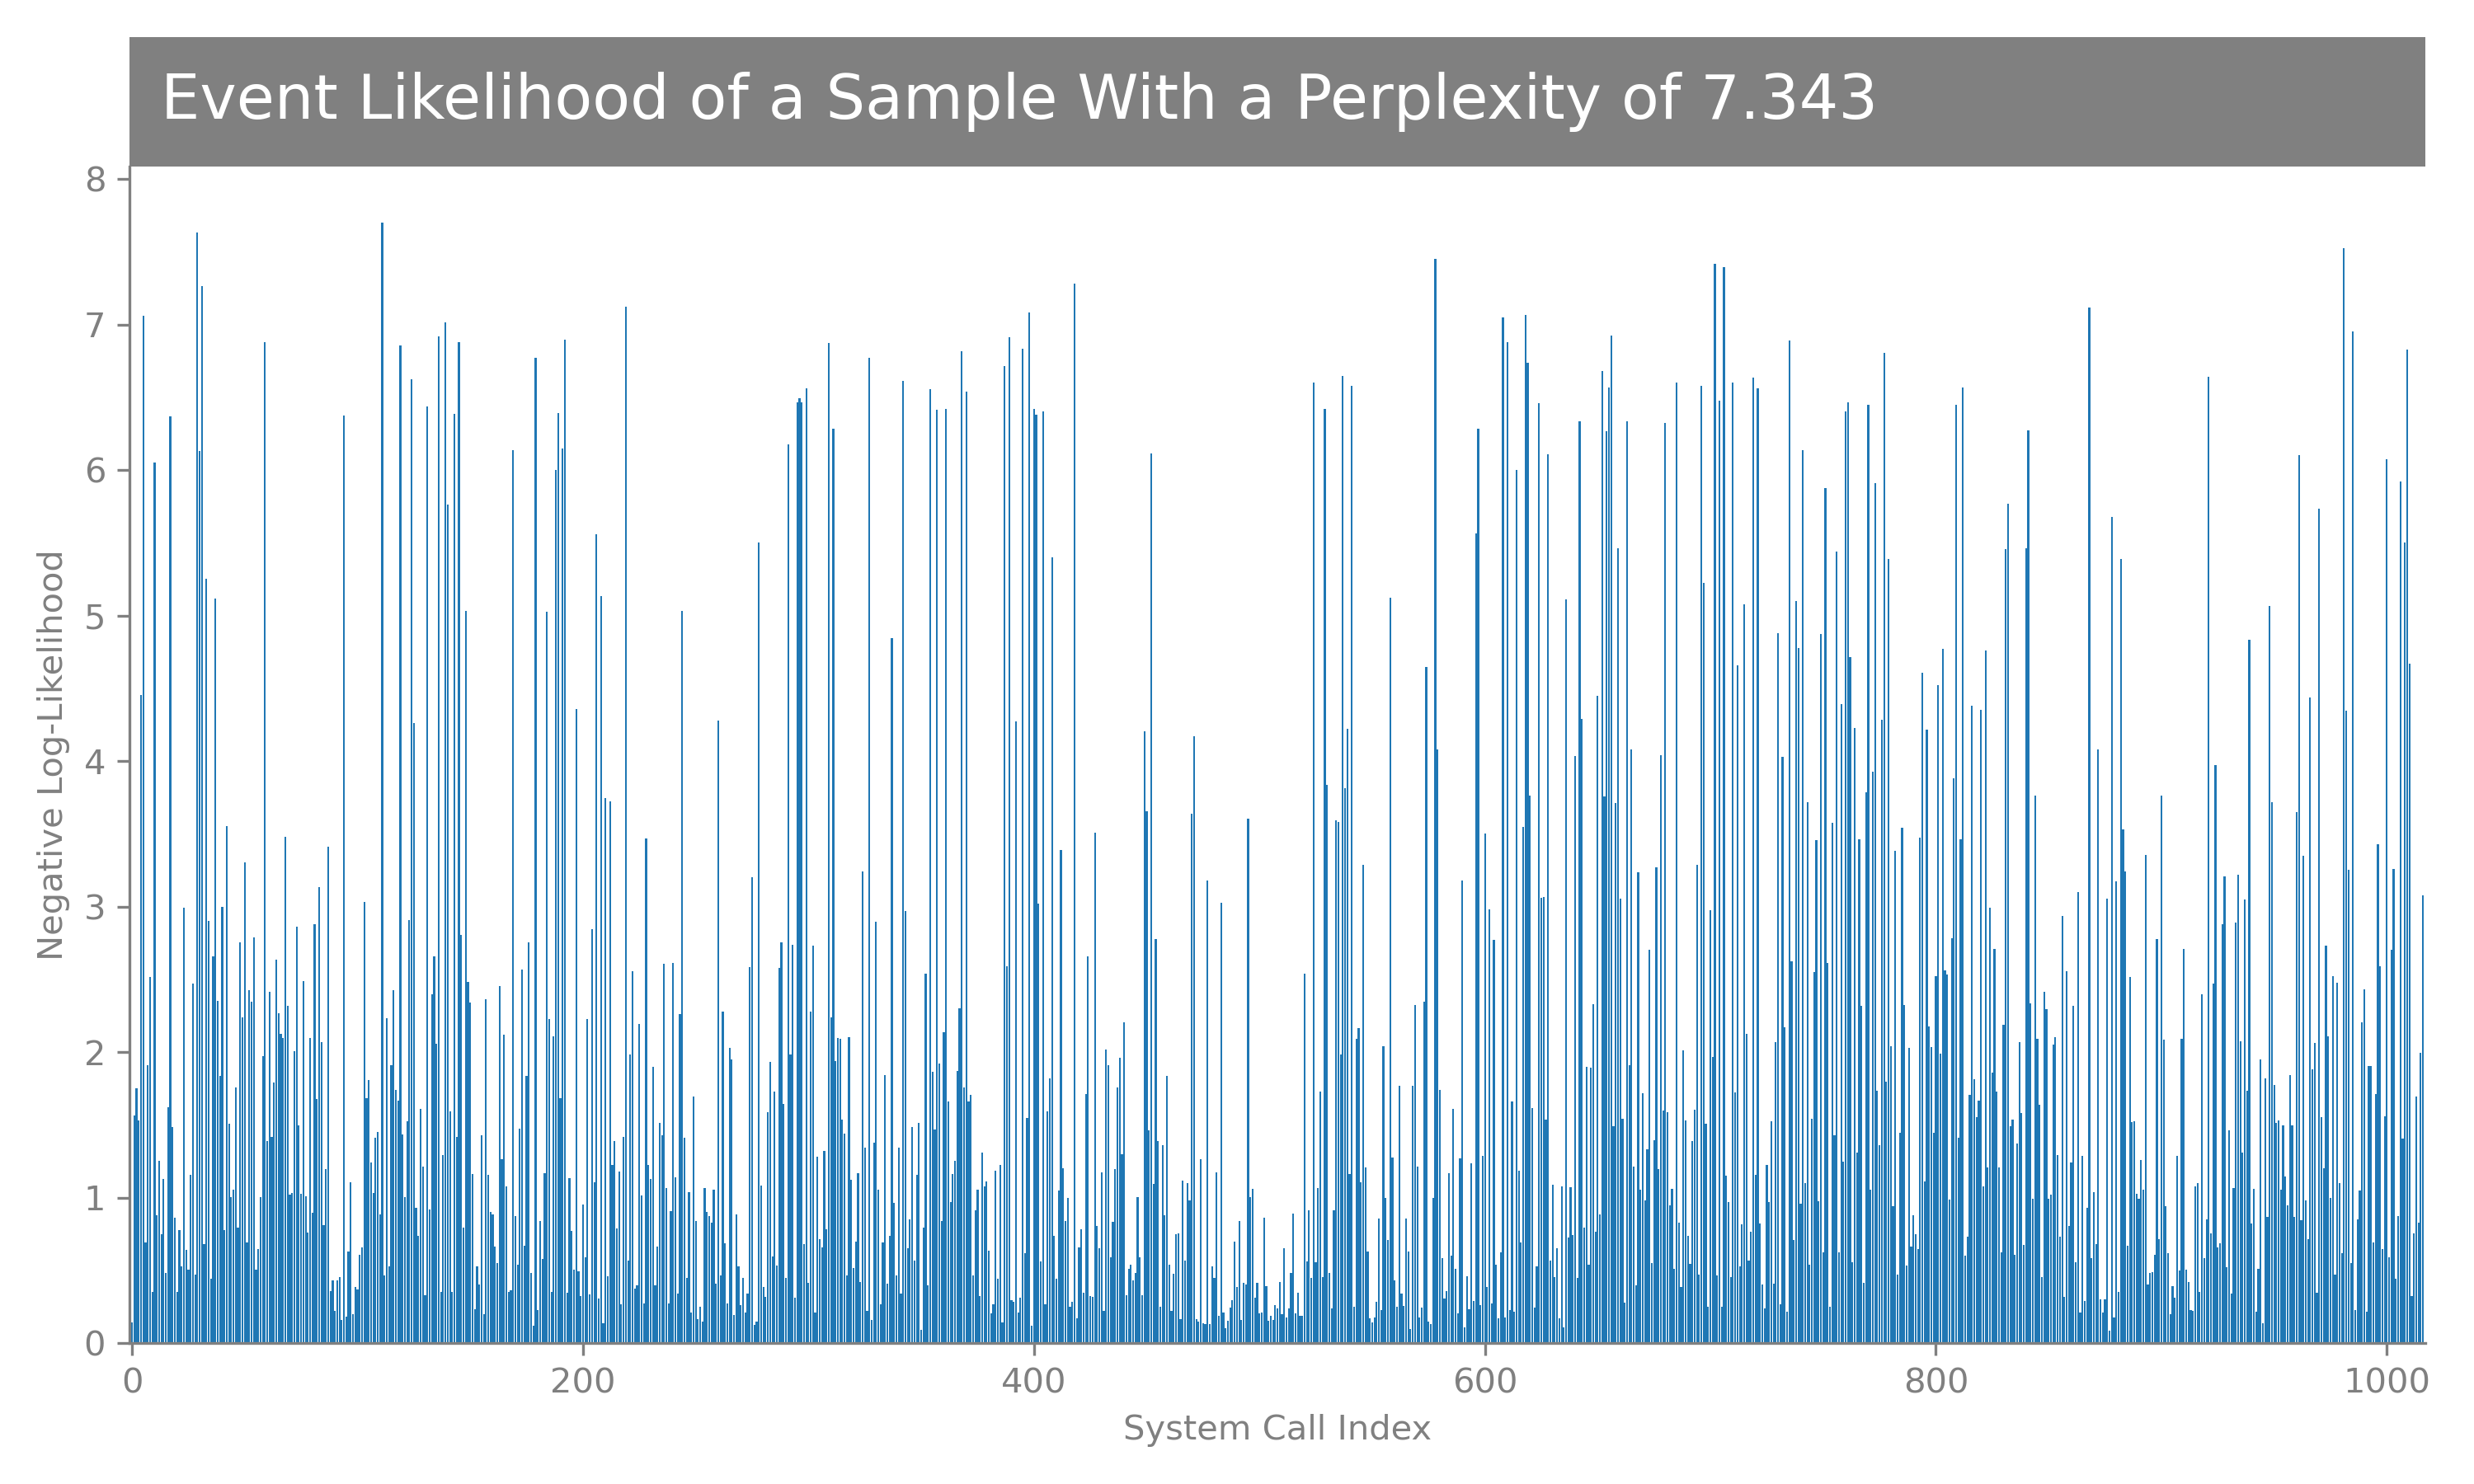 Event Likelihood of a Sample With a Perplexity of 7.343
8
7
6
5
4
3
2
1
0
Negative Log-Likelihood
0 200 400 600 800 1000
System Call Index